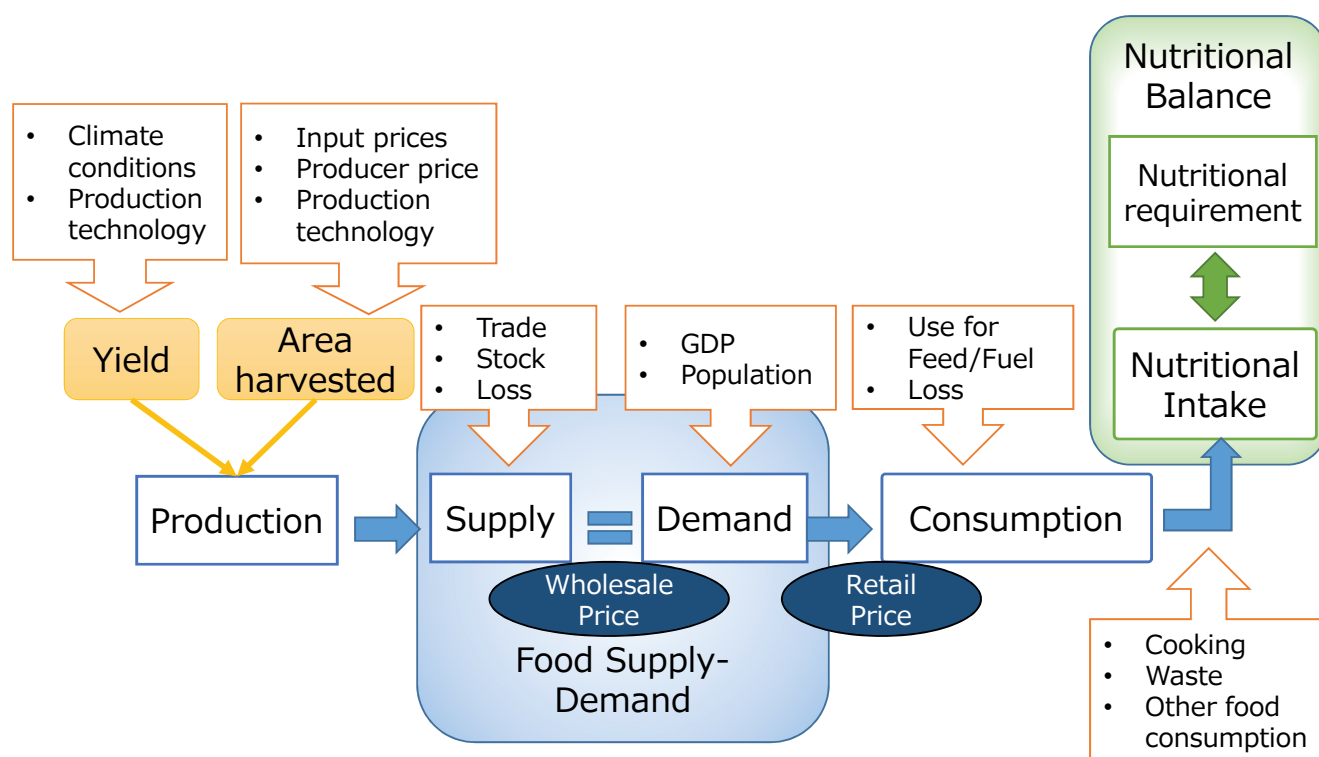 Nutritional
Balance
Nutritional
requirement
Nutritional
Intake
• Climate
conditions
• Production
technology
• Input prices
• Producer price
• Production
technology
Yield
Area
harvested
• Trade
• Stock
• Loss
• GDP
• Population
• Use for
Feed/Fuel
• Loss
Production
Supply
Demand
Consumption
Wholesale
Price
Retail
Price
Food Supply-
Demand
• Cooking
• Waste
• Other food
consumption